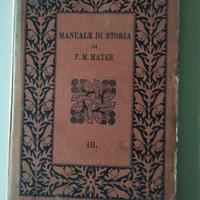 MANUALE DI STORIA
DI
F. M. MAYER
III.